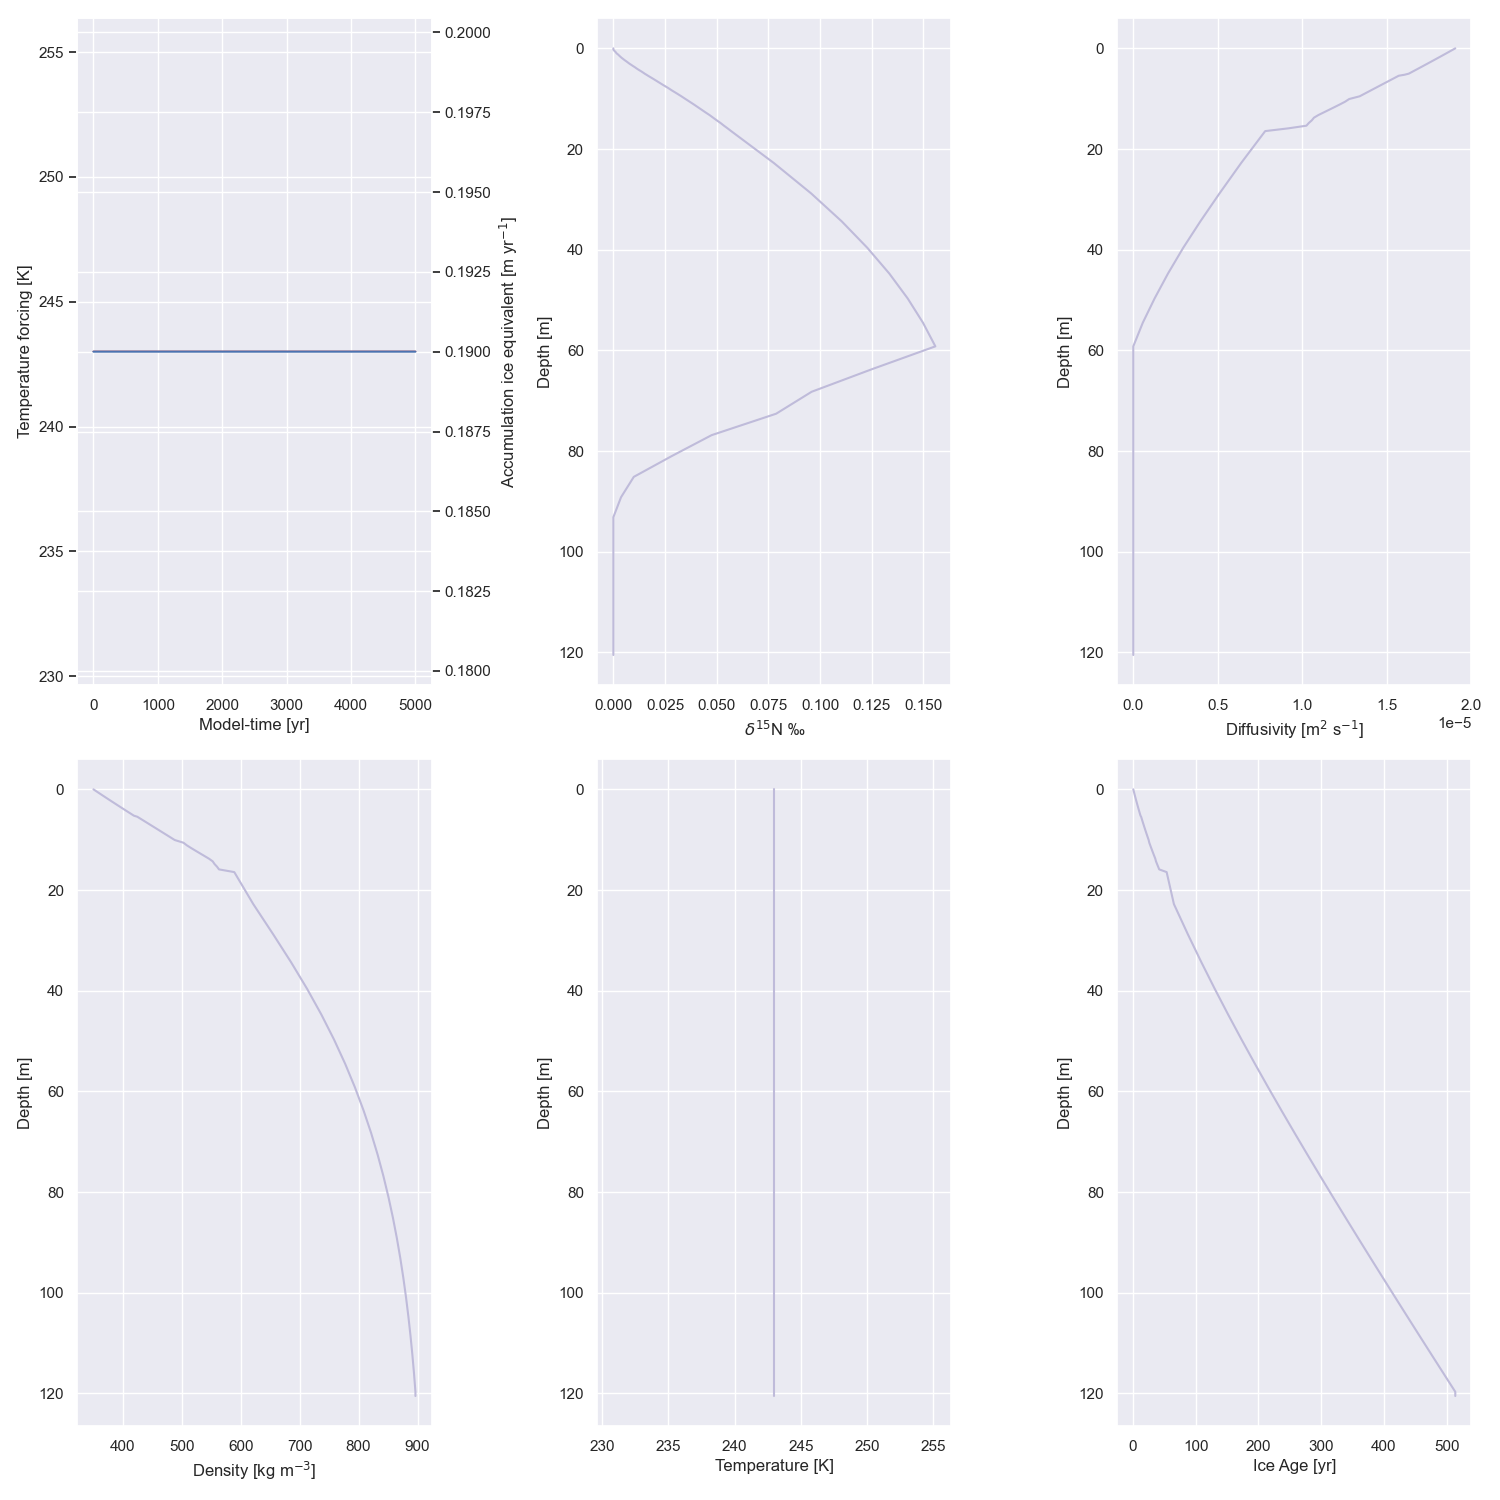 Temperature forcing [K]
255
250
245
240
235
230
0.2000
0.1975
0.1950
0.1925
0.1900
0.1875
0.1850
0.1825
0.1800
Accumulation ice equivalent [m yr⁻¹]
0 1000 2000 3000 4000 5000
Model-time [yr]
Depth [m]
0
20
40
60
80
100
120
0.000 0.025 0.050 0.075 0.100 0.125 0.150
δ¹⁵N ‰
Depth [m]
0
20
40
60
80
100
120
0.0 0.5 1.0 1.5 2.0
1e−5
Diffusivity [m² s⁻¹]
Depth [m]
0
20
40
60
80
100
120
400 500 600 700 800 900
Density [kg m⁻³]
Depth [m]
0
20
40
60
80
100
120
230 235 240 245 250 255
Temperature [K]
Depth [m]
0
20
40
60
80
100
120
0 100 200 300 400 500
Ice Age [yr]